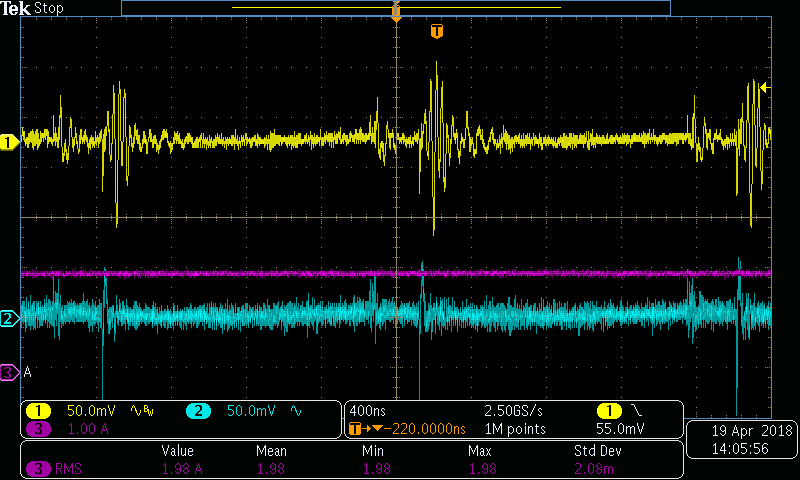 Tek Stop
T
T
1
2
3 A
1 50.0mV BW 2 50.0mV
3 1.00 A
400ns 2.50GS/s 1 55.0mV
T→▼−220.0000ns 1M points
19 Apr 2018
14:05:56
Value Mean Min Max Std Dev
3 RMS 1.98 A 1.98 1.98 1.98 2.08m